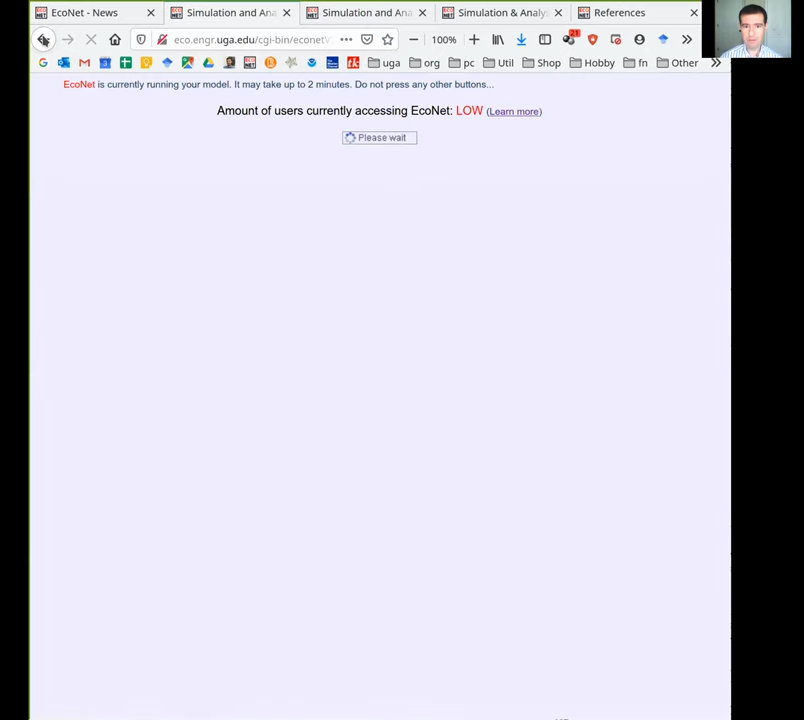 EcoNet - News
Simulation and Ana
Simulation and Ana
Simulation & Analys
References
eco.engr.uga.edu/cgi-bin/econet
100%
21
uga
org
pc
Util
Shop
Hobby
fn
Other
EcoNet is currently running your model. It may take up to 2 minutes. Do not press any other buttons...
Amount of users currently accessing EcoNet: LOW (Learn more)
Please wait